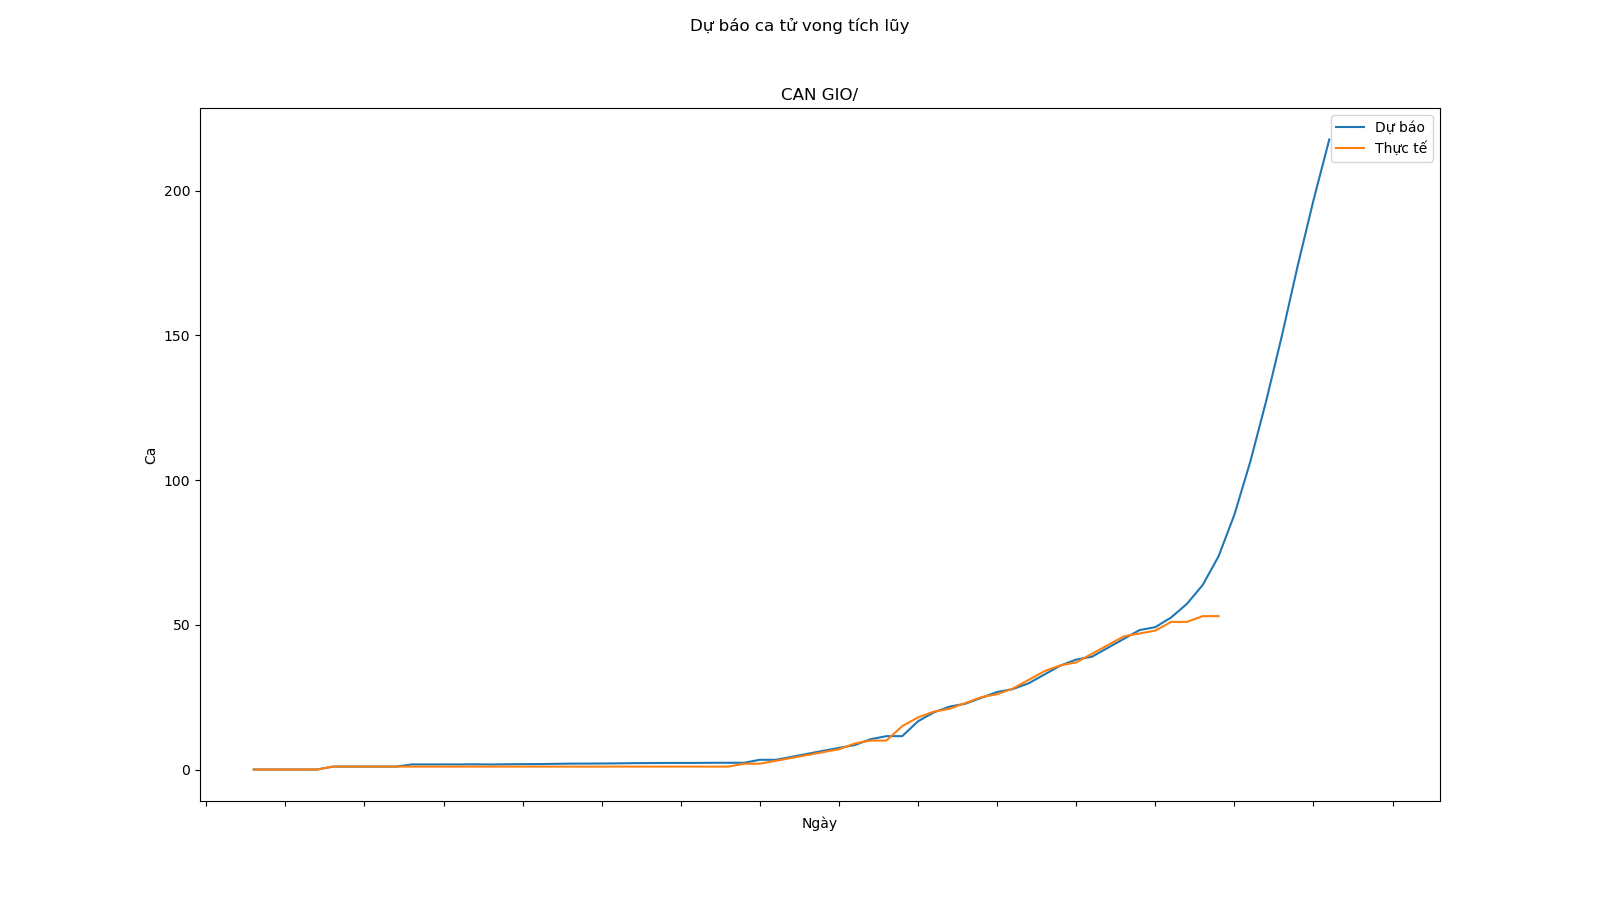 Dự báo ca tử vong tích lũy
CAN GIO/
Dự báo
Thực tế
200
150
100
50
0
Ca
Ngày